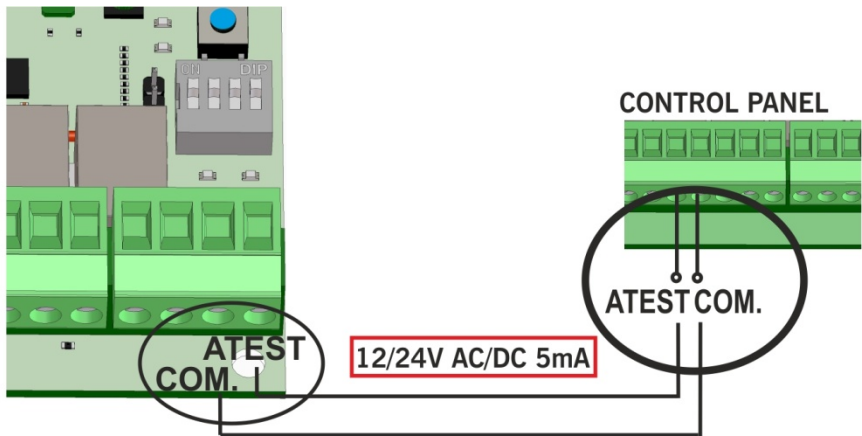 ON DIP
CONTROL PANEL
ATEST COM.
ATEST
COM.
12/24V AC/DC 5mA